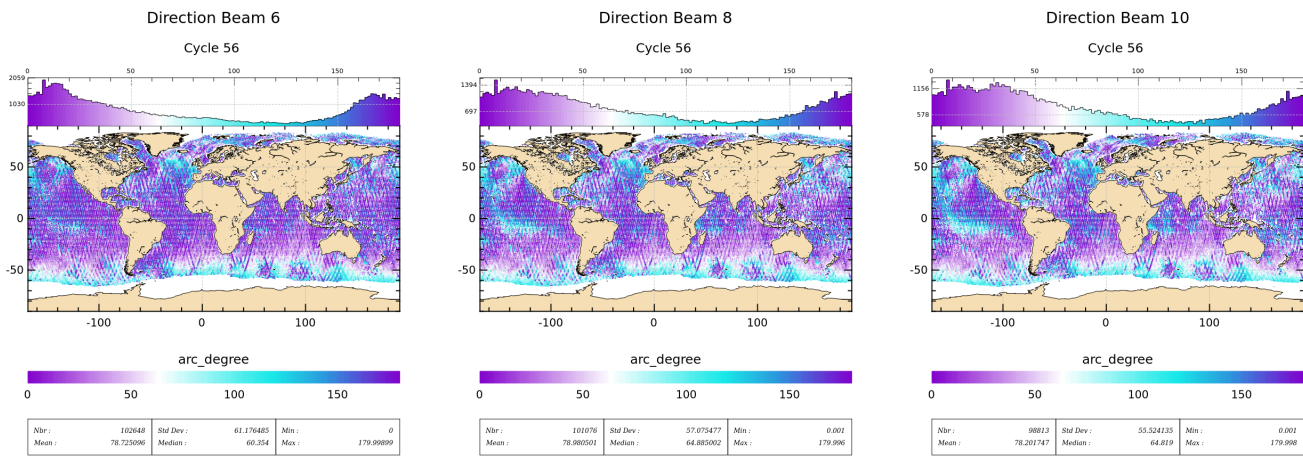 Direction Beam 6
Cycle 56
0 50 100 150
2059
1030
50
0
-50
-100 0 100
arc_degree
0 50 100 150
Nbr : 102648 Std Dev : 61.176485 Min : 0
Mean : 78.725096 Median : 60.354 Max : 179.99899
Direction Beam 8
Cycle 56
0 50 100 150
1394
697
50
0
-50
-100 0 100
arc_degree
0 50 100 150
Nbr : 101076 Std Dev : 57.075477 Min : 0.001
Mean : 78.980501 Median : 64.885002 Max : 179.996
Direction Beam 10
Cycle 56
0 50 100 150
1156
578
50
0
-50
-100 0 100
arc_degree
0 50 100 150
Nbr : 98813 Std Dev : 55.524135 Min : 0.001
Mean : 78.201747 Median : 64.819 Max : 179.998